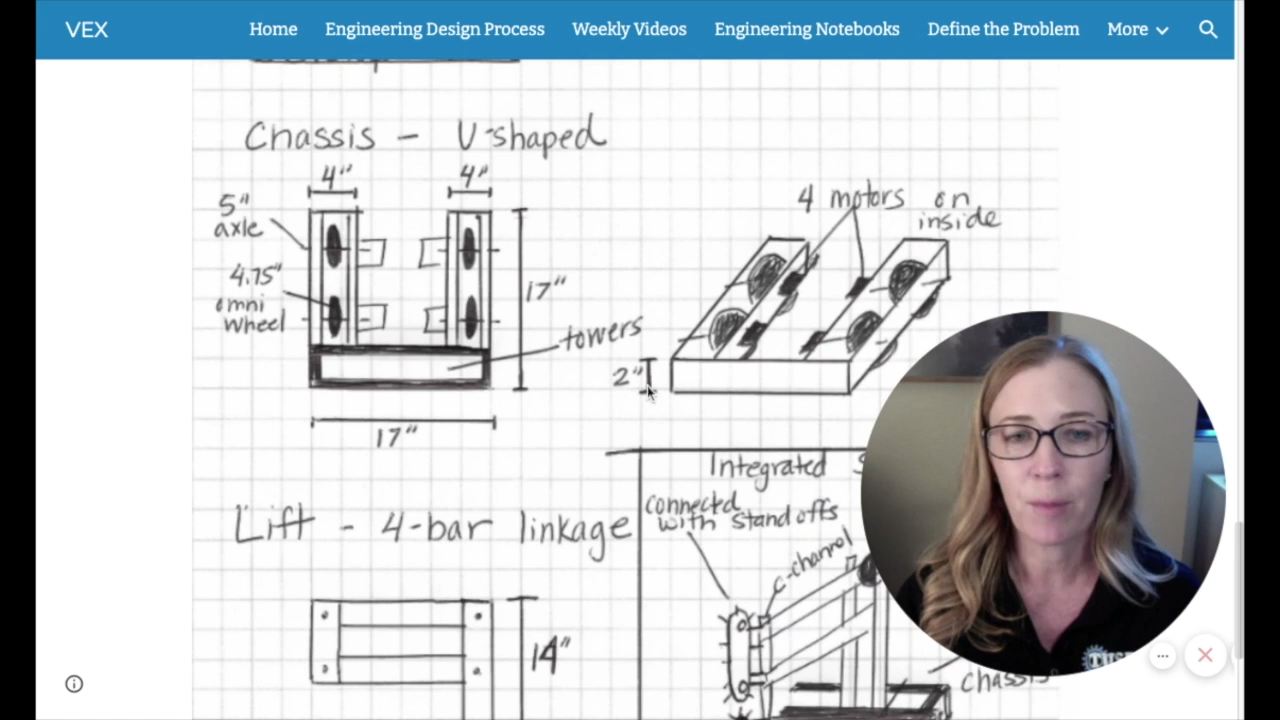 VEX
Home
Engineering Design Process
Weekly Videos
Engineering Notebooks
Define the Problem
More
Chassis - U-shaped
4"
4"
5"
axle
4.75"
omni
wheel
17"
towers
17"
4 motors on
inside
2"
Integrated
Connected
with standoffs
c-channel
chassis
Lift - 4-bar linkage
14"